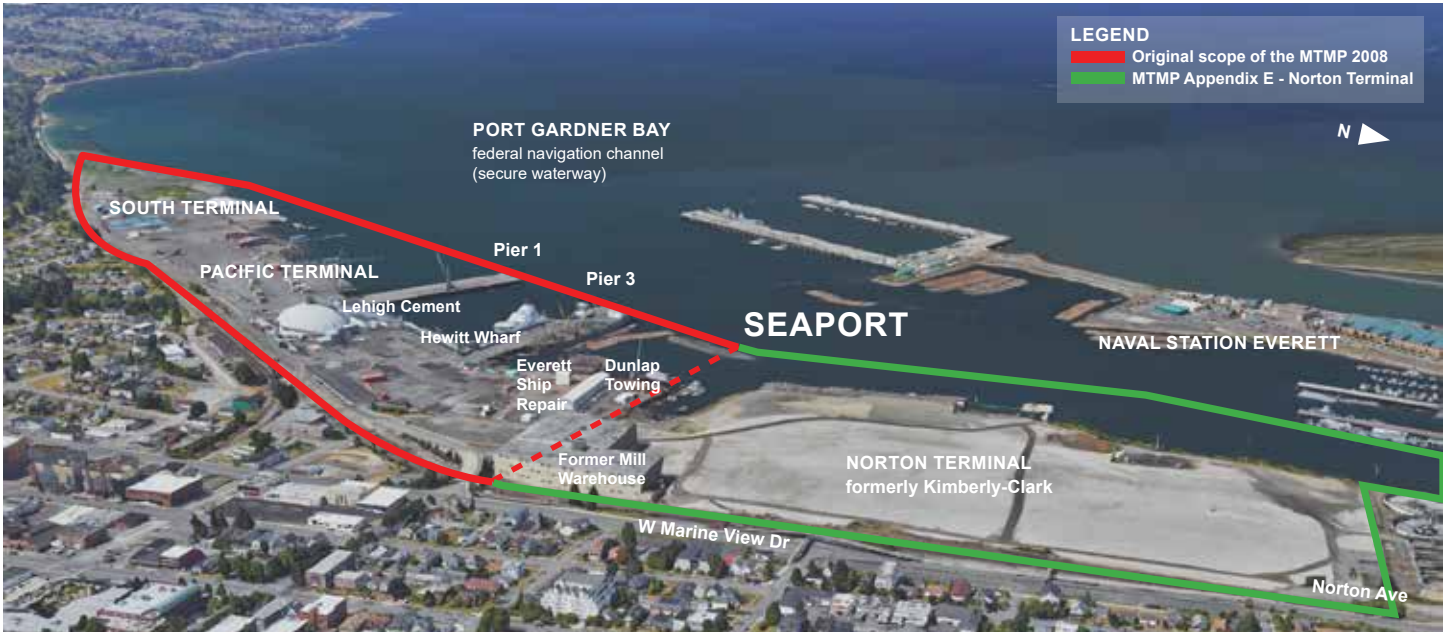 LEGEND
Original scope of the MTMP 2008
MTMP Appendix E - Norton Terminal
N
PORT GARDNER BAY
federal navigation channel
(secure waterway)
SOUTH TERMINAL
PACIFIC TERMINAL
Pier 1
Pier 3
Lehigh Cement
Hewitt Wharf
SEAPORT
NAVAL STATION EVERETT
Everett
Ship
Repair
Dunlap
Towing
Former Mill
Warehouse
NORTON TERMINAL
formerly Kimberly-Clark
W Marine View Dr
Norton Ave